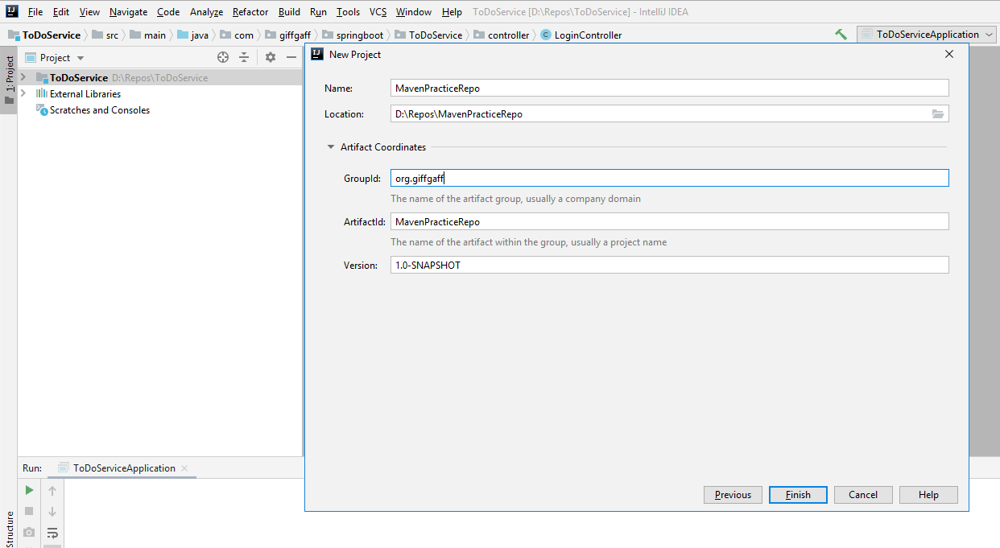 File Edit View Navigate Code Analyze Refactor Build Run Tools VCS Window Help ToDoService [D:\Repos\ToDoService] - IntelliJ IDEA
ToDoService src main java com giffgaff springboot ToDoService controller LoginController ToDoServiceApplication
1: Project
Project
ToDoService D:\Repos\ToDoService
External Libraries
Scratches and Consoles
New Project
Name: MavenPracticeRepo
Location: D:\Repos\MavenPracticeRepo
Artifact Coordinates
GroupId: org.giffgaff
The name of the artifact group, usually a company domain
ArtifactId: MavenPracticeRepo
The name of the artifact within the group, usually a project name
Version: 1.0-SNAPSHOT
Previous Finish Cancel Help
Run: ToDoServiceApplication
Structure